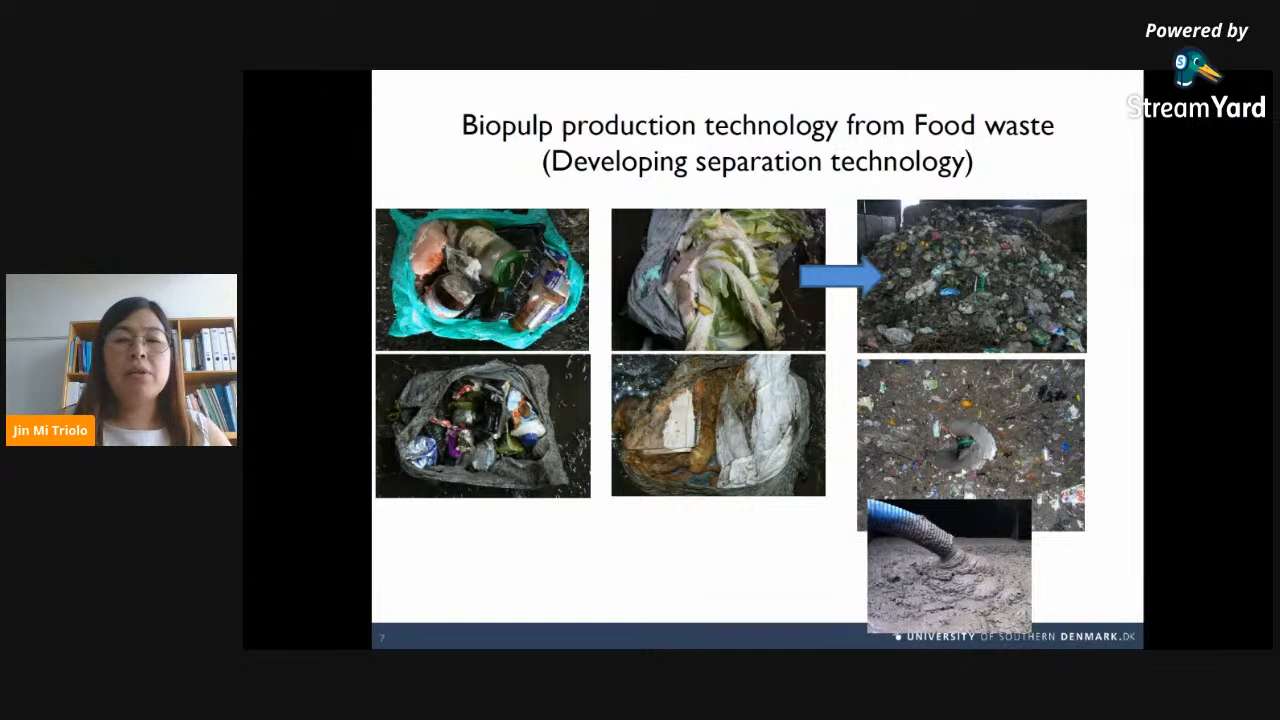 Powered by
StreamYard
Biopulp production technology from Food waste
(Developing separation technology)
Jin Mi Triolo
7
UNIVERSITY OF SOUTHERN DENMARK.DK